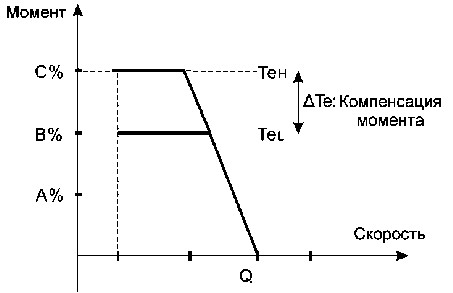 Момент
C%
TeH
ΔTe: Компенсация
момента
B%
TeL
A%
Скорость
Q